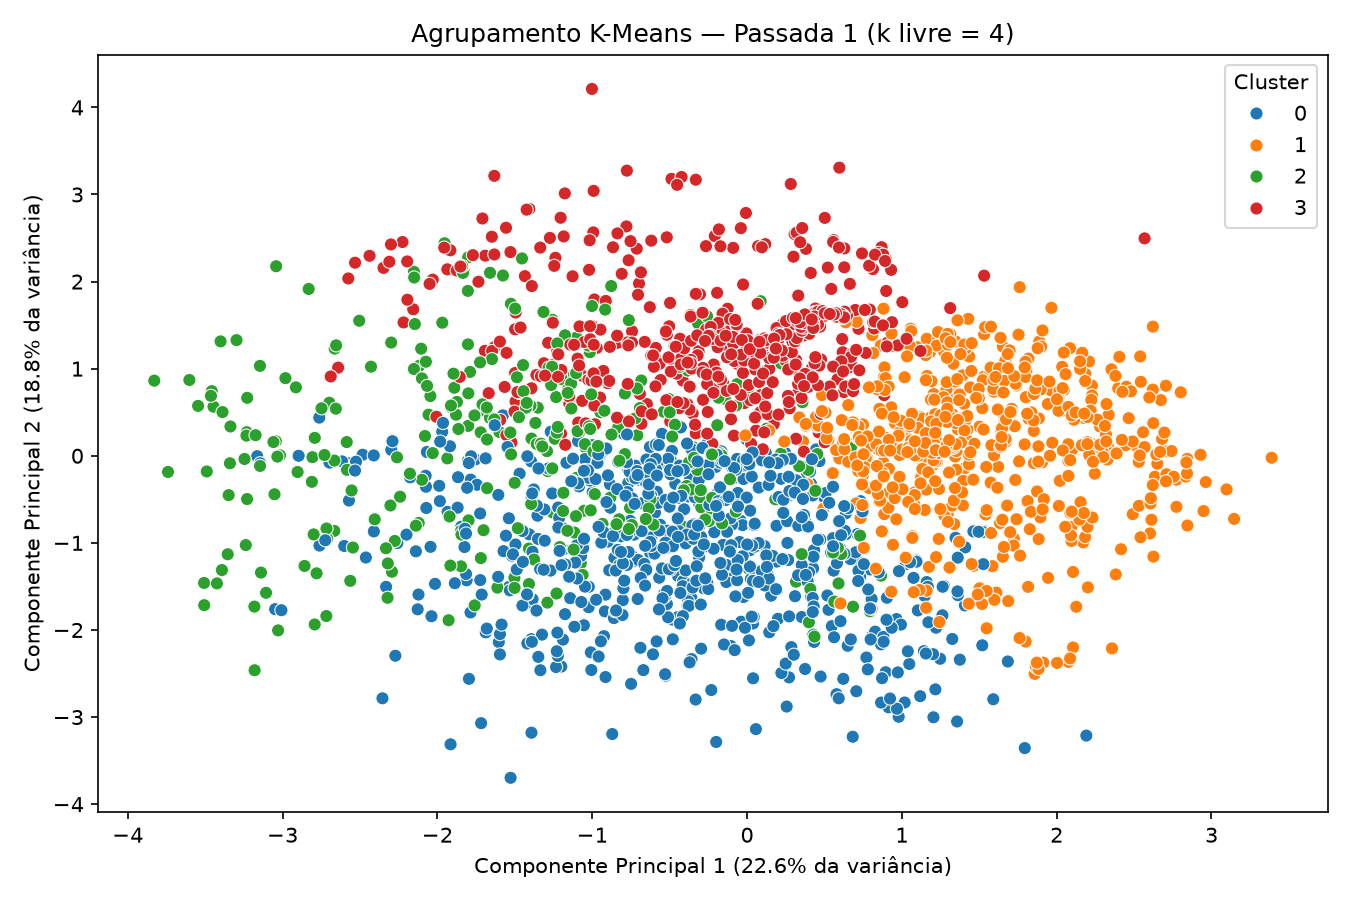 Agrupamento K-Means — Passada 1 (k livre = 4)
Cluster
0
1
2
3
Componente Principal 2 (18.8% da variância)
4
3
2
1
0
−1
−2
−3
−4
−4 −3 −2 −1 0 1 2 3
Componente Principal 1 (22.6% da variância)